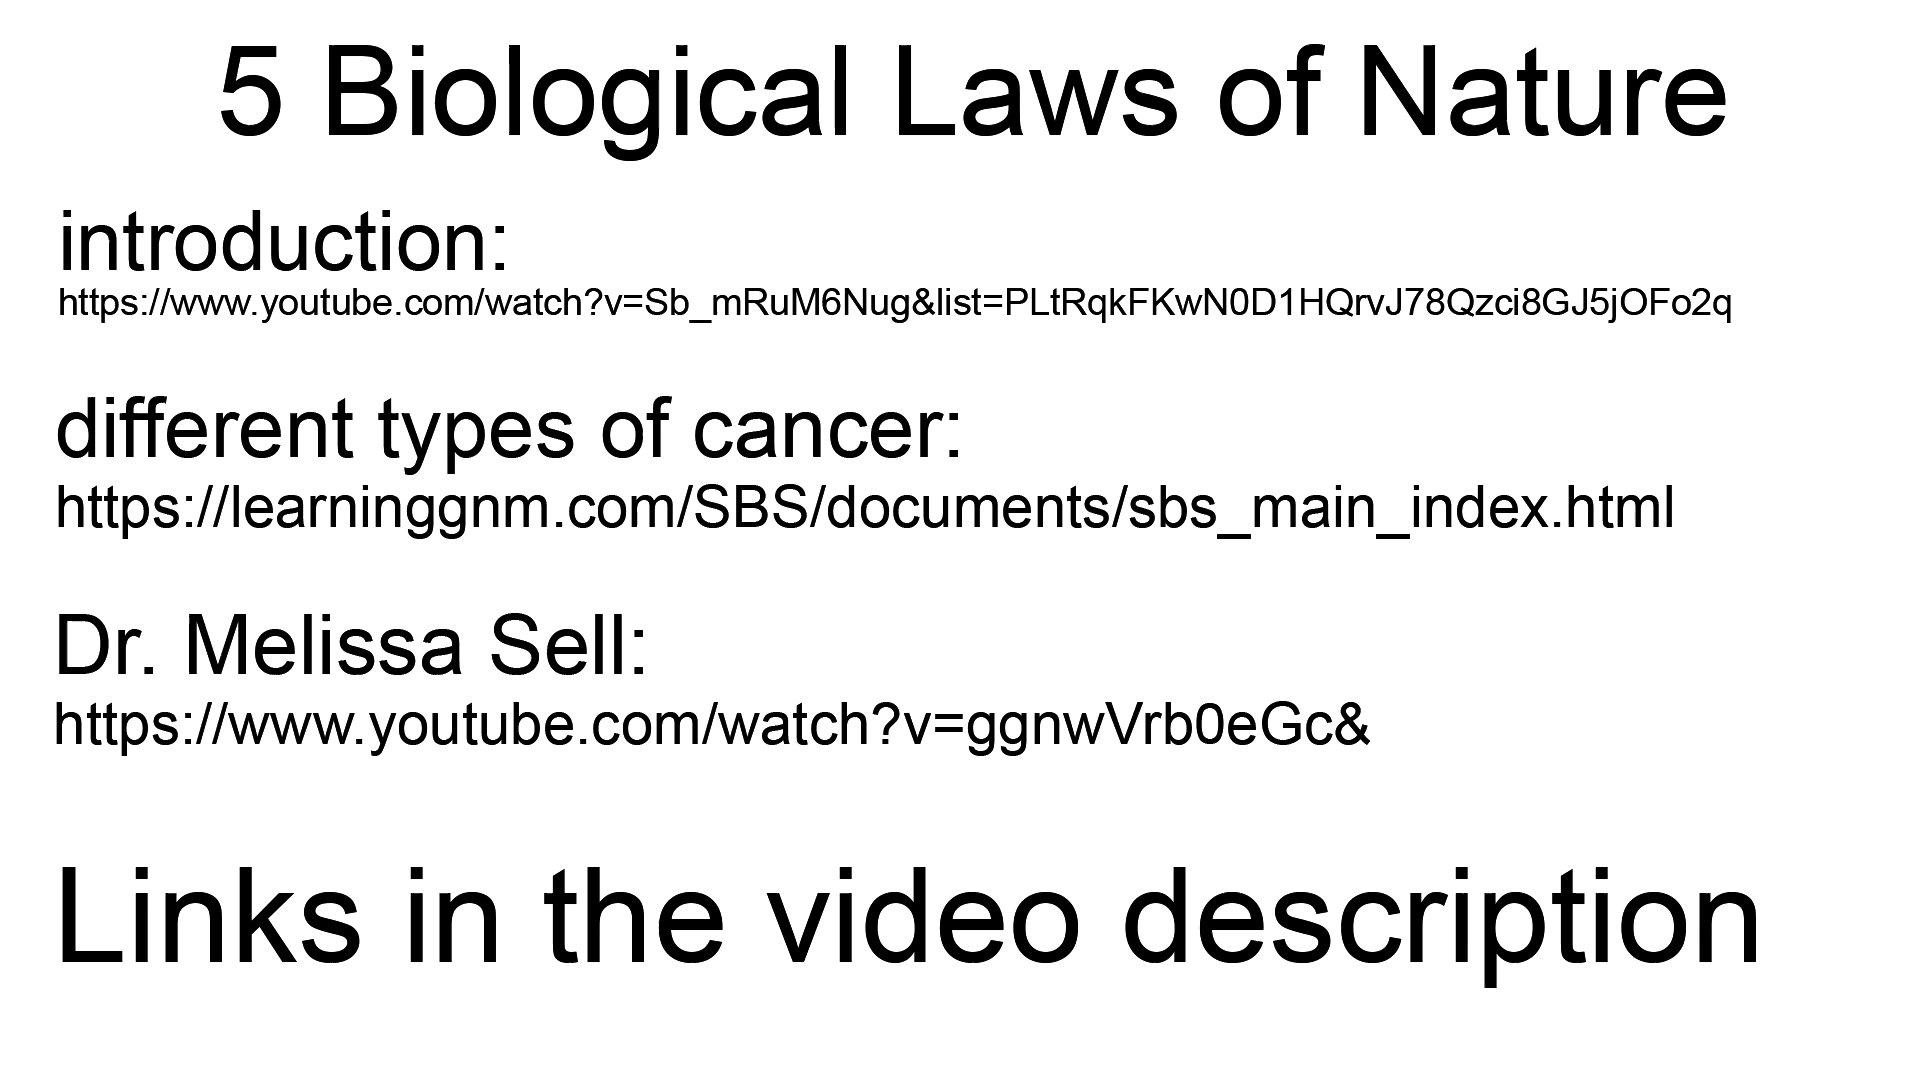 5 Biological Laws of Nature
introduction:
https://www.youtube.com/watch?v=Sb_mRuM6Nug&list=PLtRqkFKwN0D1HQrvJ78Qzci8GJ5jOFo2q
different types of cancer:
https://learninggnm.com/SBS/documents/sbs_main_index.html
Dr. Melissa Sell:
https://www.youtube.com/watch?v=ggnwVrb0eGc&
Links in the video description